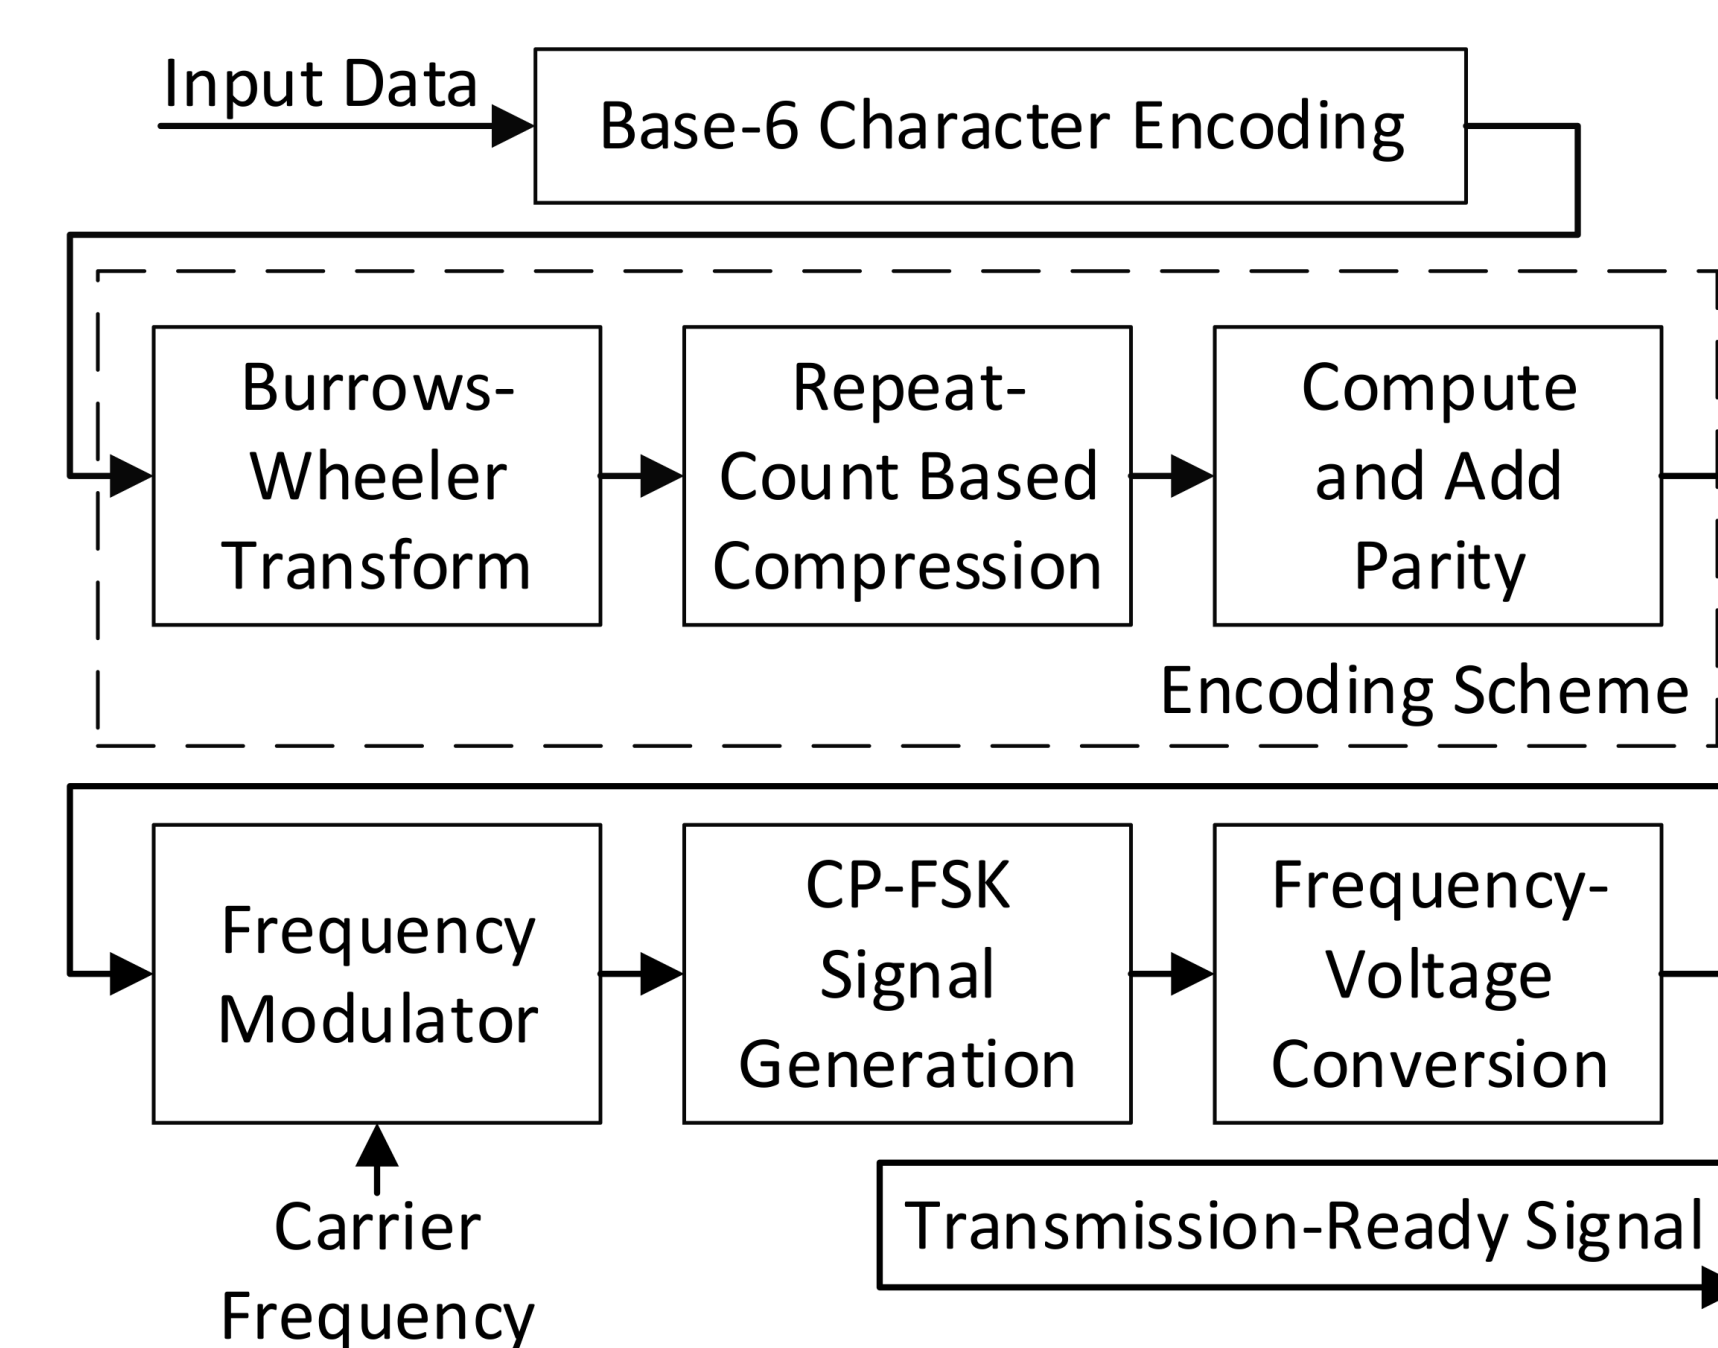 Input Data
Base-6 Character Encoding
Burrows-
Wheeler
Transform
Repeat-
Count Based
Compression
Compute
and Add
Parity
Encoding Scheme
Frequency
Modulator
CP-FSK
Signal
Generation
Frequency-
Voltage
Conversion
Carrier
Frequency
Transmission-Ready Signal